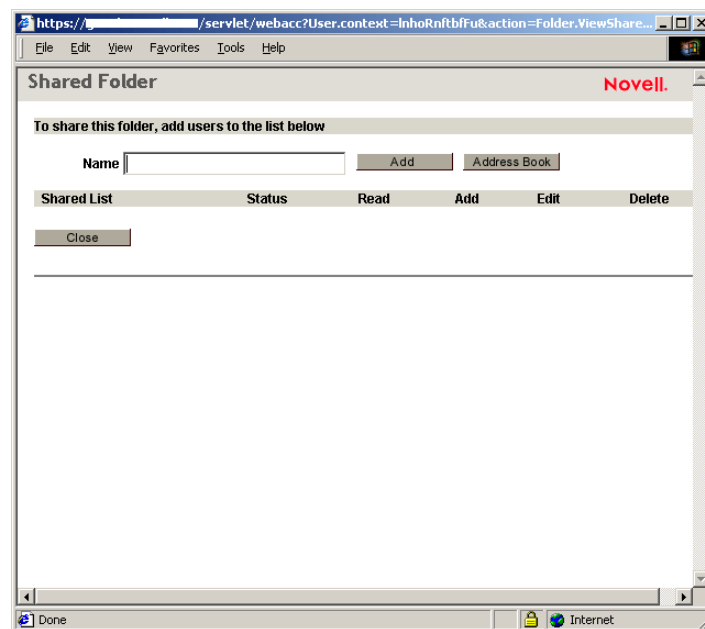 https:// /servlet/webacc?User.context=lnhoRnftbfFu&action=Folder.ViewShare...
File Edit View Favorites Tools Help
Shared Folder Novell.
To share this folder, add users to the list below
Name Add Address Book
Shared List Status Read Add Edit Delete
Close
Done Internet